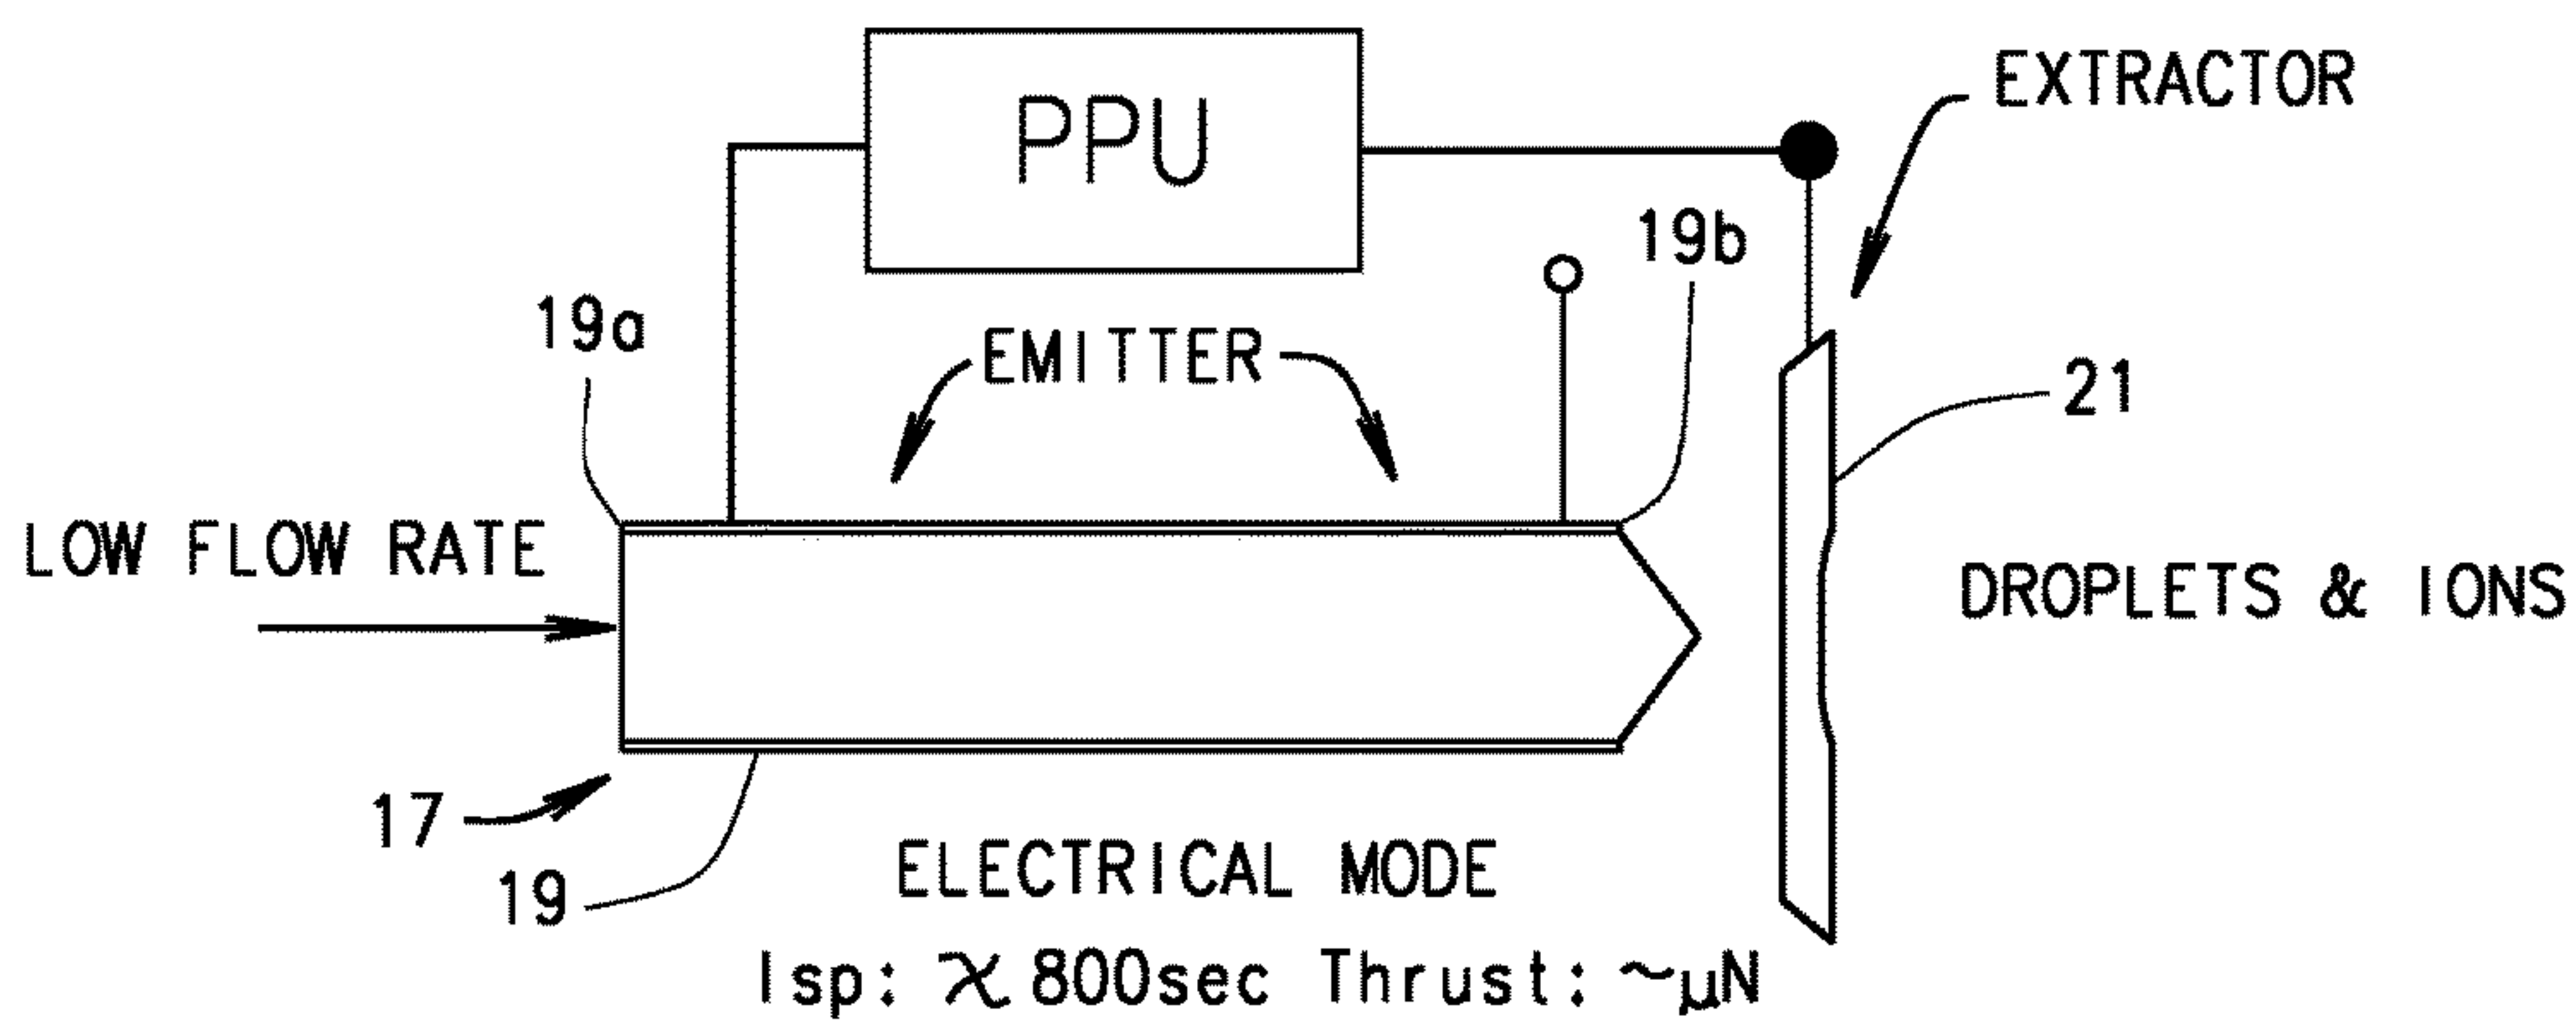 PPU
EXTRACTOR
19b
19a
EMITTER
21
LOW FLOW RATE
DROPLETS & IONS
17
19
ELECTRICAL MODE
Isp: ϰ 800sec Thrust: ~μN